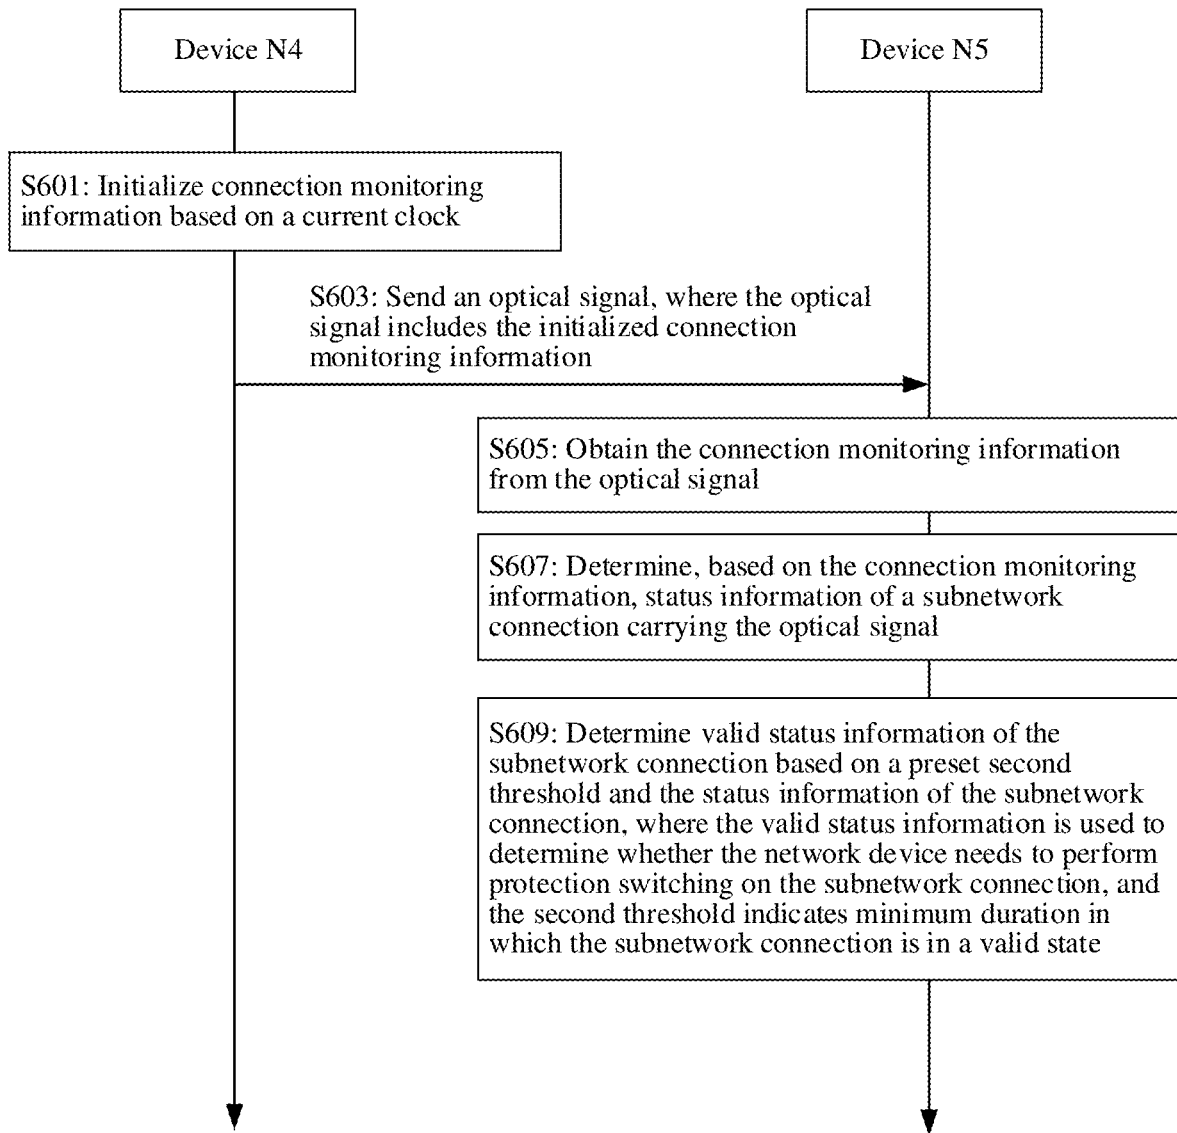 Device N4
Device N5
S601: Initialize connection monitoring
information based on a current clock
S603: Send an optical signal, where the optical
signal includes the initialized connection
monitoring information
S605: Obtain the connection monitoring information
from the optical signal
S607: Determine, based on the connection monitoring
information, status information of a subnetwork
connection carrying the optical signal
S609: Determine valid status information of the
subnetwork connection based on a preset second
threshold and the status information of the subnetwork
connection, where the valid status information is used to
determine whether the network device needs to perform
protection switching on the subnetwork connection, and
the second threshold indicates minimum duration in
which the subnetwork connection is in a valid state